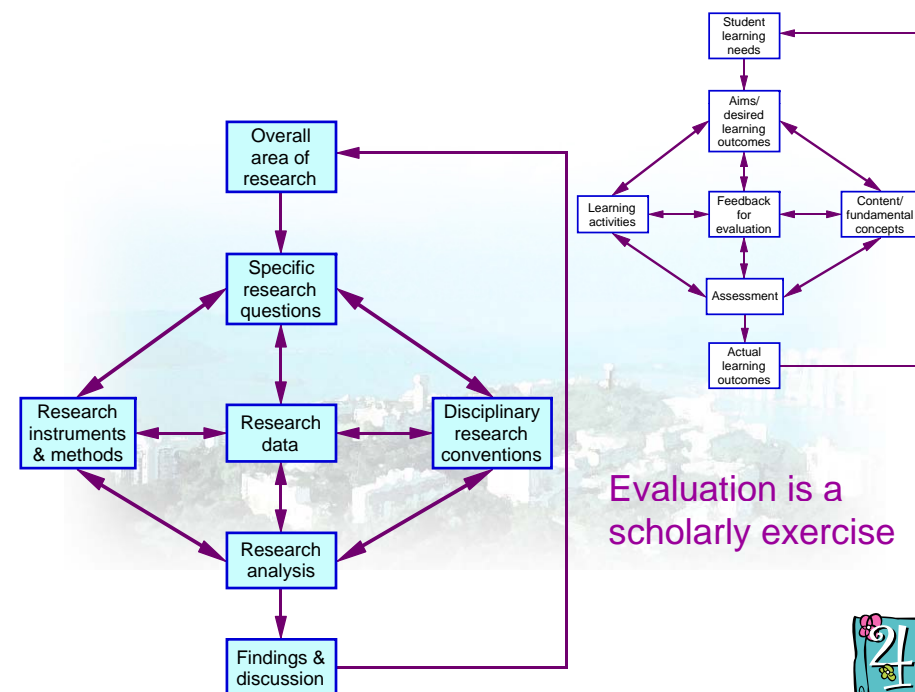 Student
learning
needs
Aims/
desired
learning
outcomes
Learning
activities
Feedback
for
evaluation
Content/
fundamental
concepts
Assessment
Actual
learning
outcomes
Overall
area of
research
Specific
research
questions
Research
instruments
& methods
Research
data
Disciplinary
research
conventions
Research
analysis
Findings &
discussion
Evaluation is a
scholarly exercise